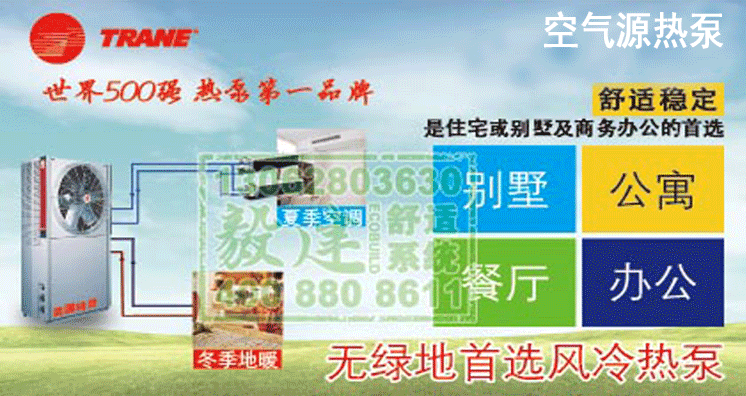 TRANE
空气源热泵
世界500强 热泵第一品牌
舒适稳定
是住宅或别墅及商务办公的首选
13062803630
夏季空调
别墅
公寓
毅達
ECOBUILD
舒适
系统
400 880 8611
餐厅
办公
冬季地暖
无绿地首选风冷热泵